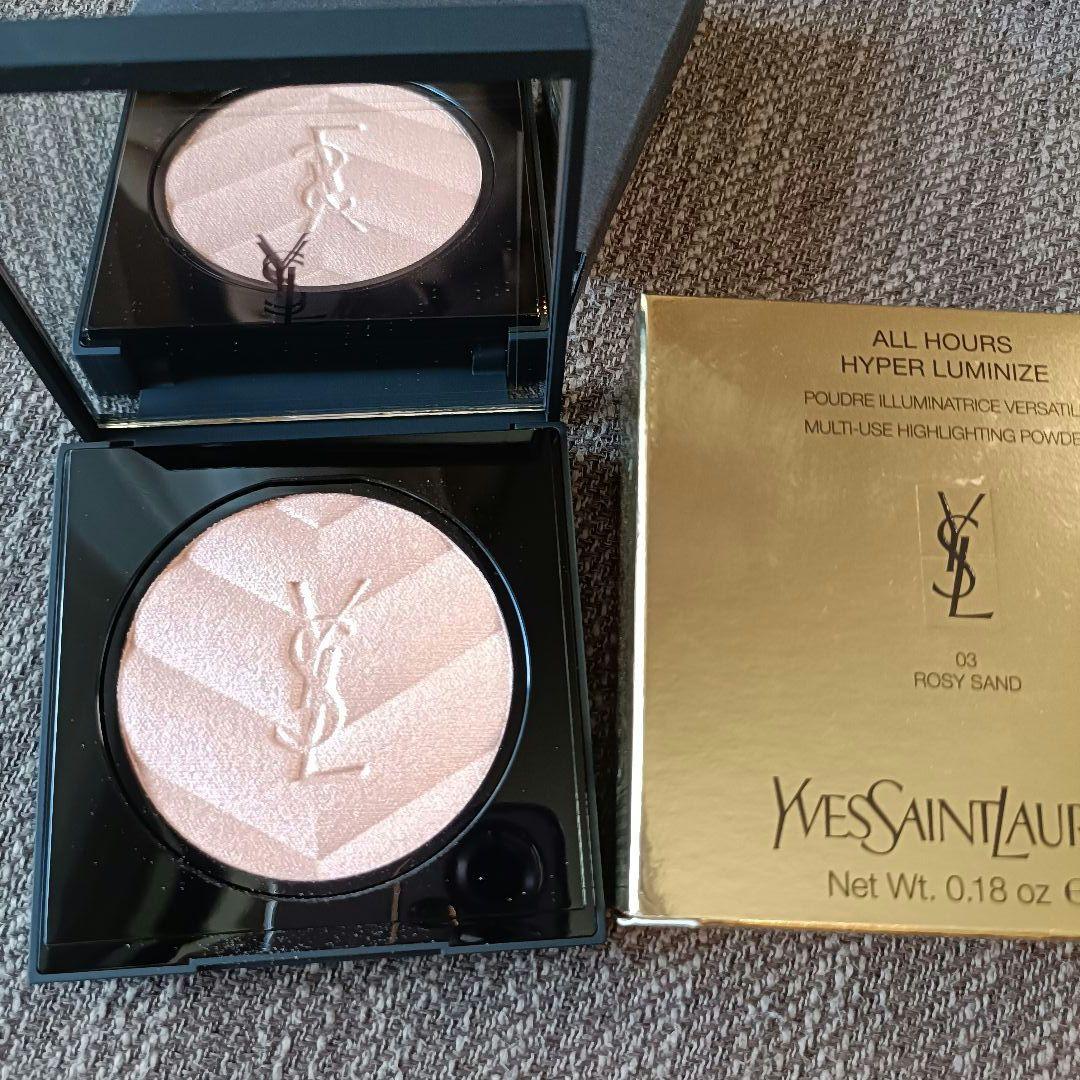 YSL
ALL HOURS
HYPER LUMINIZE
POUDRE ILLUMINATRICE VERSATIL
MULTI-USE HIGHLIGHTING POWDE
YSL
03
ROSY SAND
YVESSAINTLAUR
Net Wt. 0.18 oz e